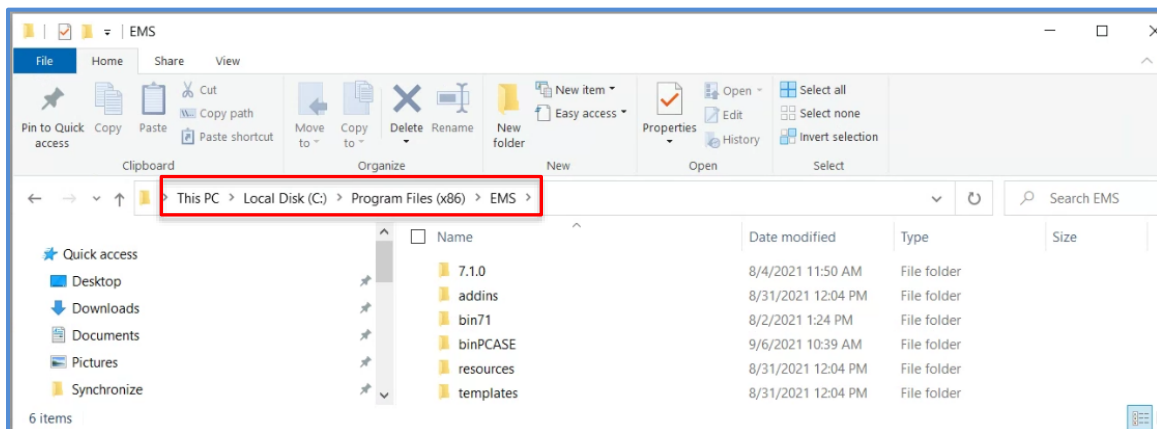 EMS
File Home Share View
Pin to Quick access
Copy
Paste
Cut
Copy path
Paste shortcut
Clipboard
Move to
Copy to
Delete
Rename
Organize
New folder
New item
Easy access
New
Properties
Open
Edit
History
Open
Select all
Select none
Invert selection
Select
This PC > Local Disk (C:) > Program Files (x86) > EMS >
Search EMS
Quick access
Desktop
Downloads
Documents
Pictures
Synchronize
Name Date modified Type Size
7.1.0 8/4/2021 11:50 AM File folder
addins 8/31/2021 12:04 PM File folder
bin71 8/2/2021 1:24 PM File folder
binPCASE 9/6/2021 10:39 AM File folder
resources 8/31/2021 12:04 PM File folder
templates 8/31/2021 12:04 PM File folder
6 items